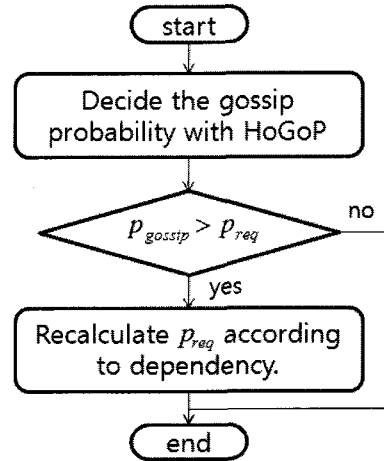 start
Decide the gossip
probability with HoGoP
p_gossip > p_req
no
yes
Recalculate p_req according
to dependency.
end